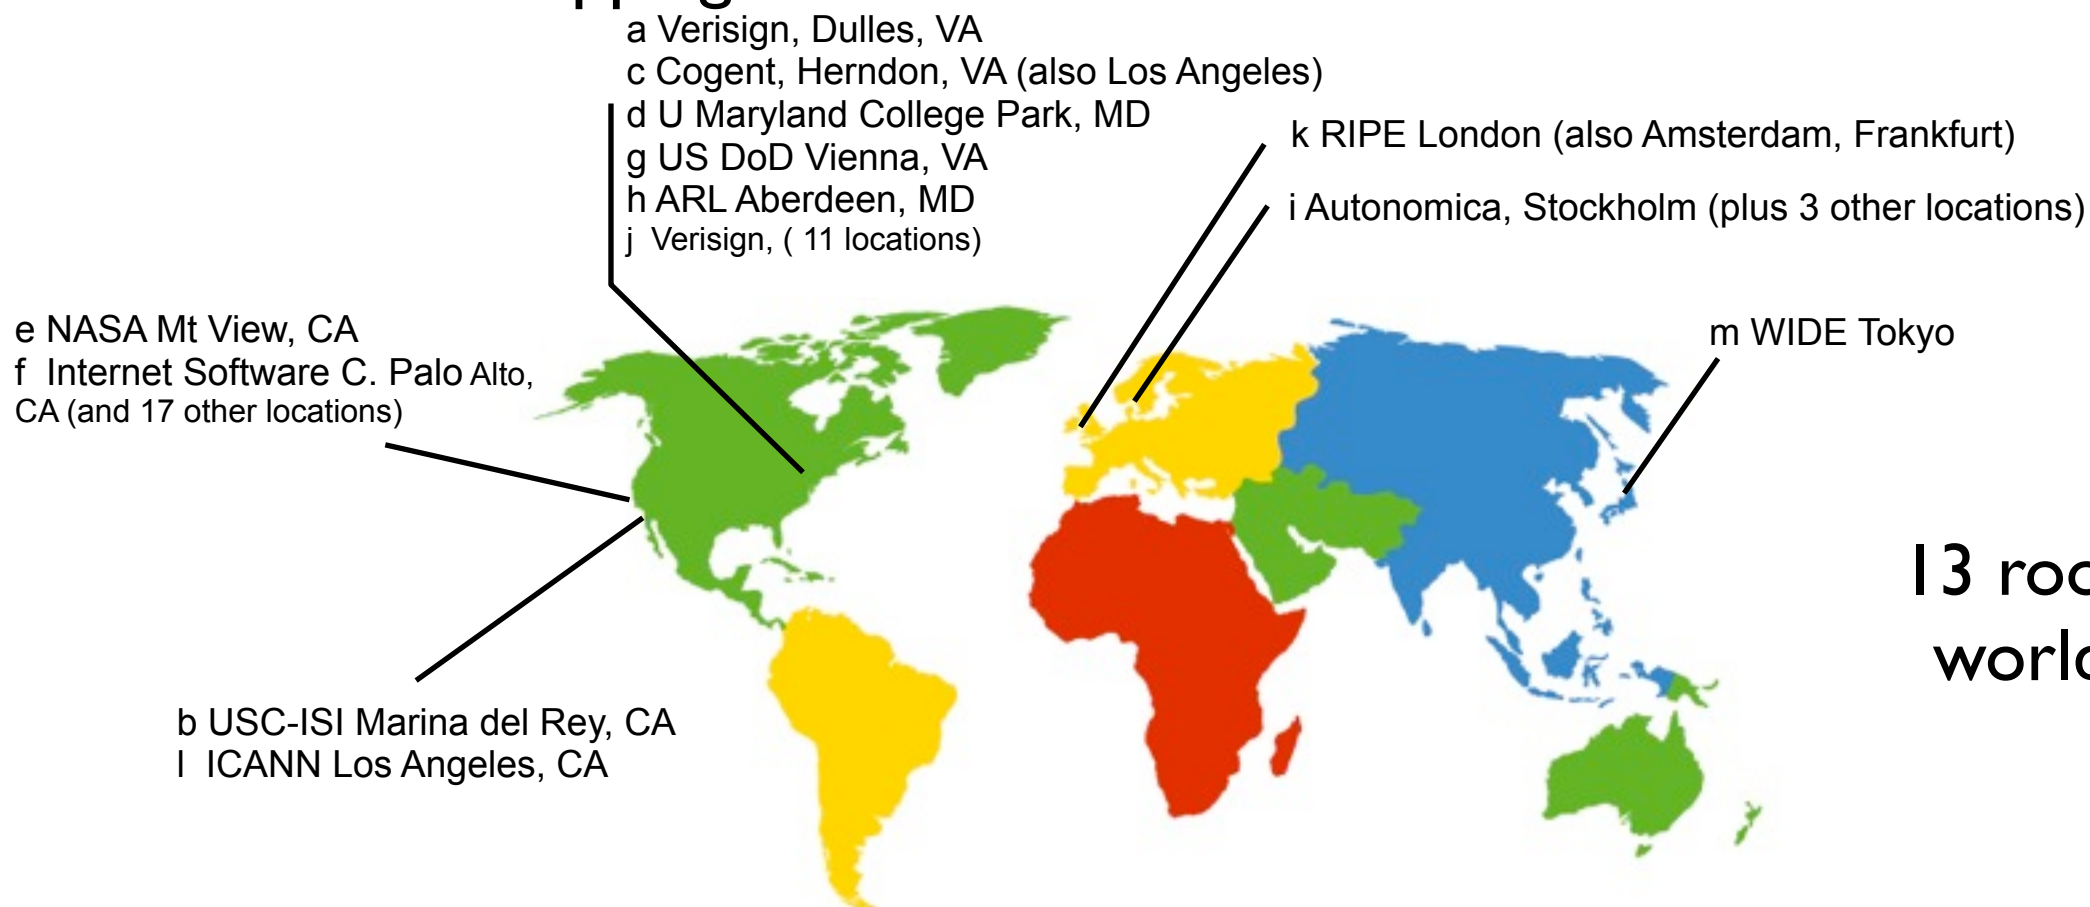 a Verisign, Dulles, VA
c Cogent, Herndon, VA (also Los Angeles)
d U Maryland College Park, MD
g US DoD Vienna, VA
h ARL Aberdeen, MD
j Verisign, ( 11 locations)
k RIPE London (also Amsterdam, Frankfurt)
i Autonomica, Stockholm (plus 3 other locations)
e NASA Mt View, CA
f Internet Software C. Palo Alto,
CA (and 17 other locations)
m WIDE Tokyo
13
b USC-ISI Marina del Rey, CA
l ICANN Los Angeles, CA